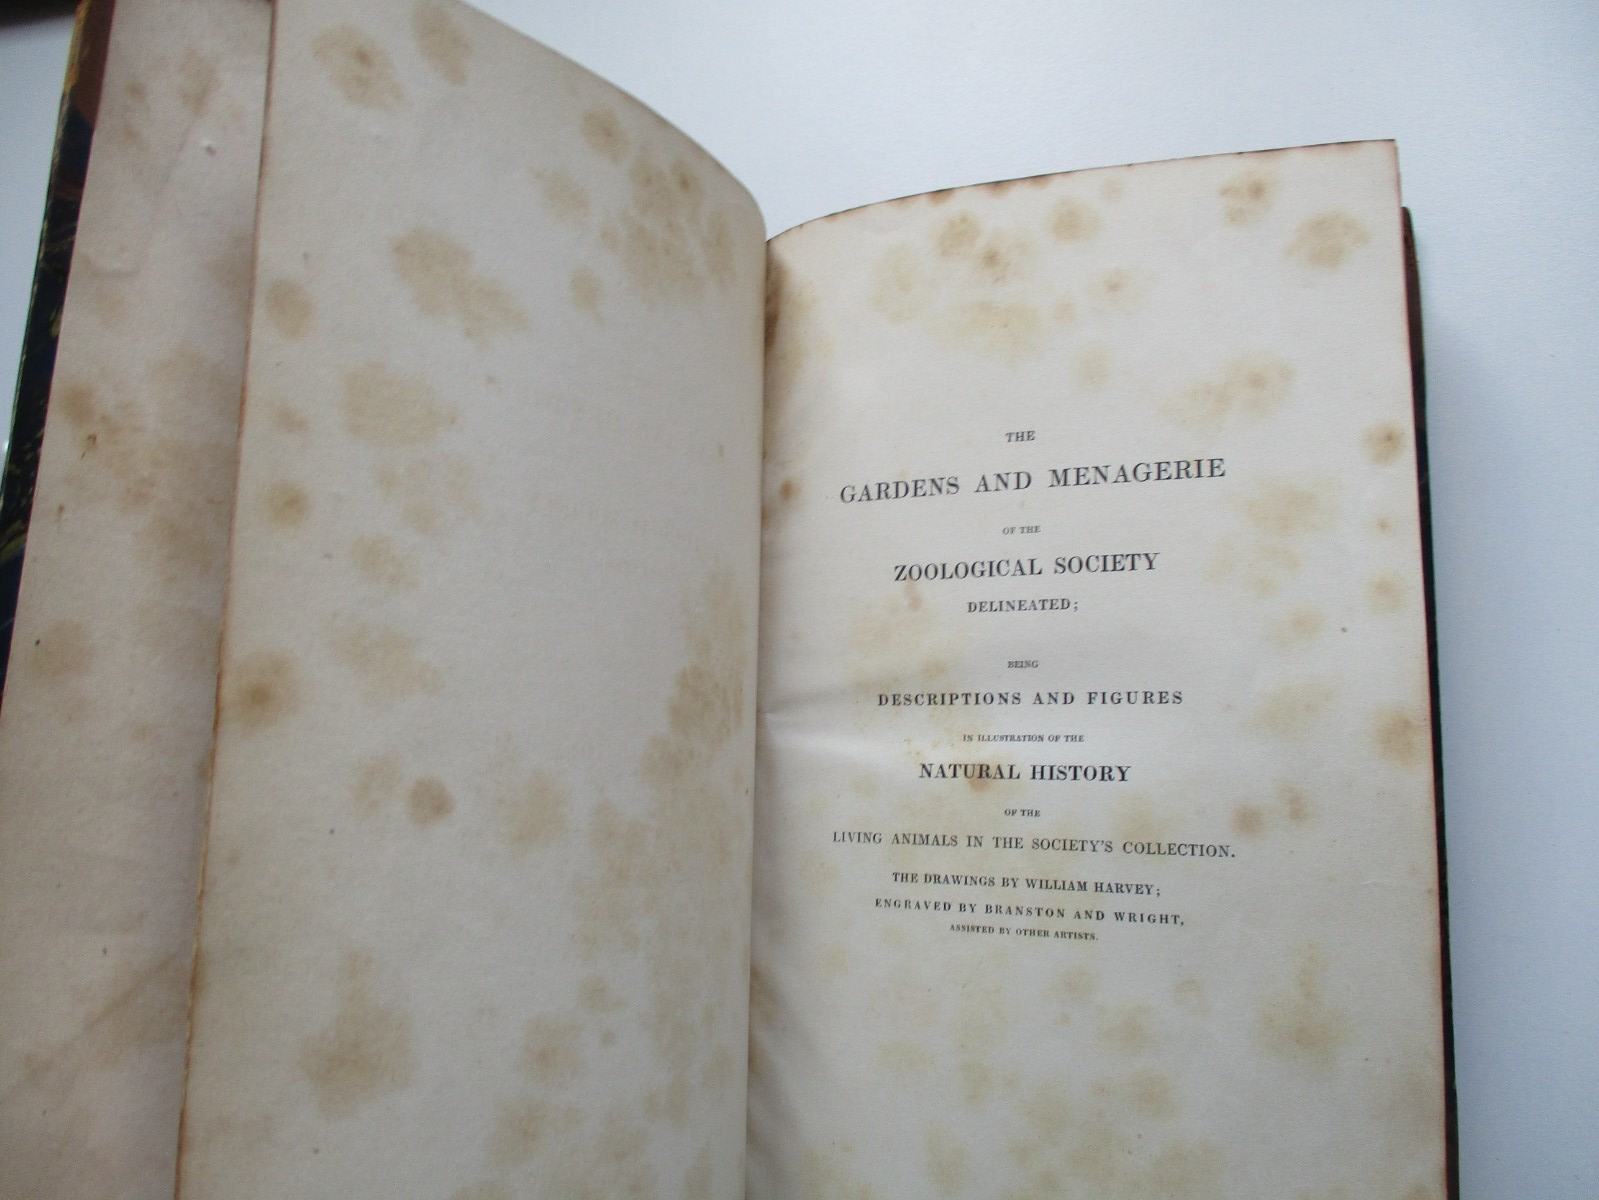 THE
GARDENS AND MENAGERIE
OF THE
ZOOLOGICAL SOCIETY
DELINEATED;
BEING
DESCRIPTIONS AND FIGURES
IN ILLUSTRATION OF THE
NATURAL HISTORY
OF THE
LIVING ANIMALS IN THE SOCIETY'S COLLECTION.
THE DRAWINGS BY WILLIAM HARVEY;
ENGRAVED BY BRANSTON AND WRIGHT,
ASSISTED BY OTHER ARTISTS.